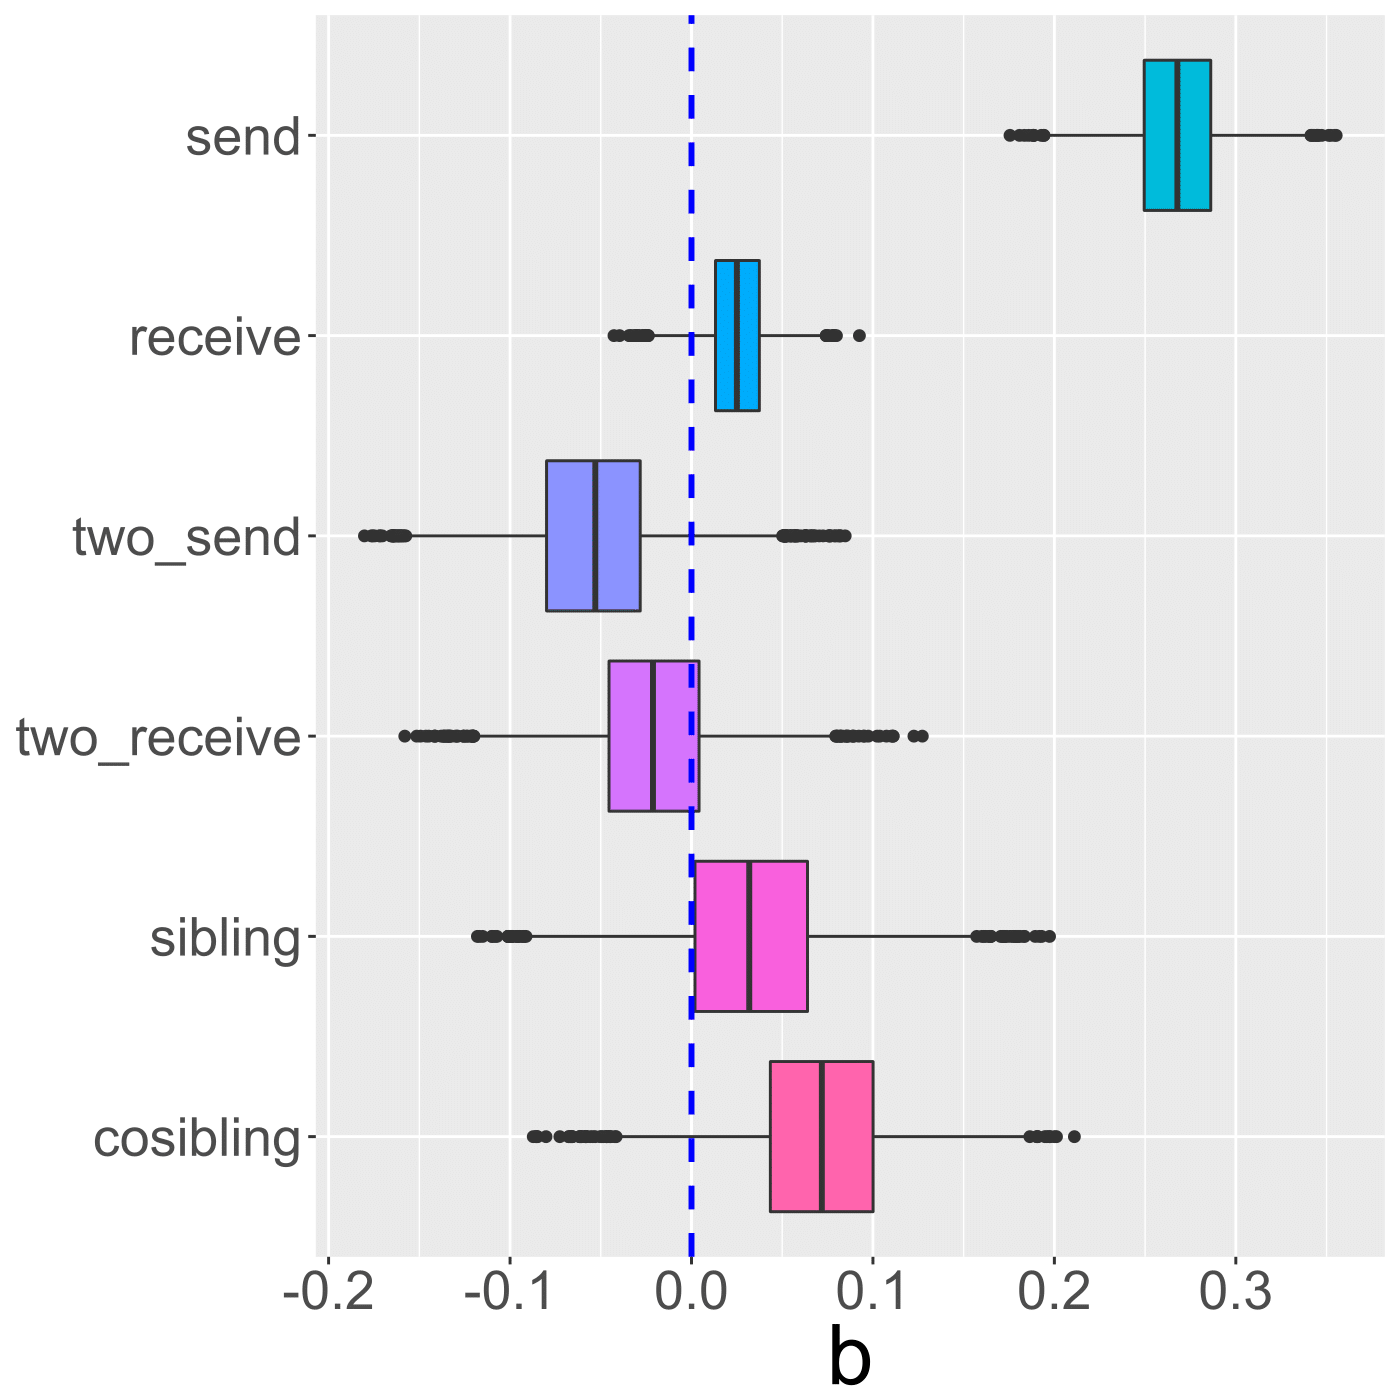 send
receive
two_send
two_receive
sibling
cosibling
-0.2 -0.1 0.0 0.1 0.2 0.3
b